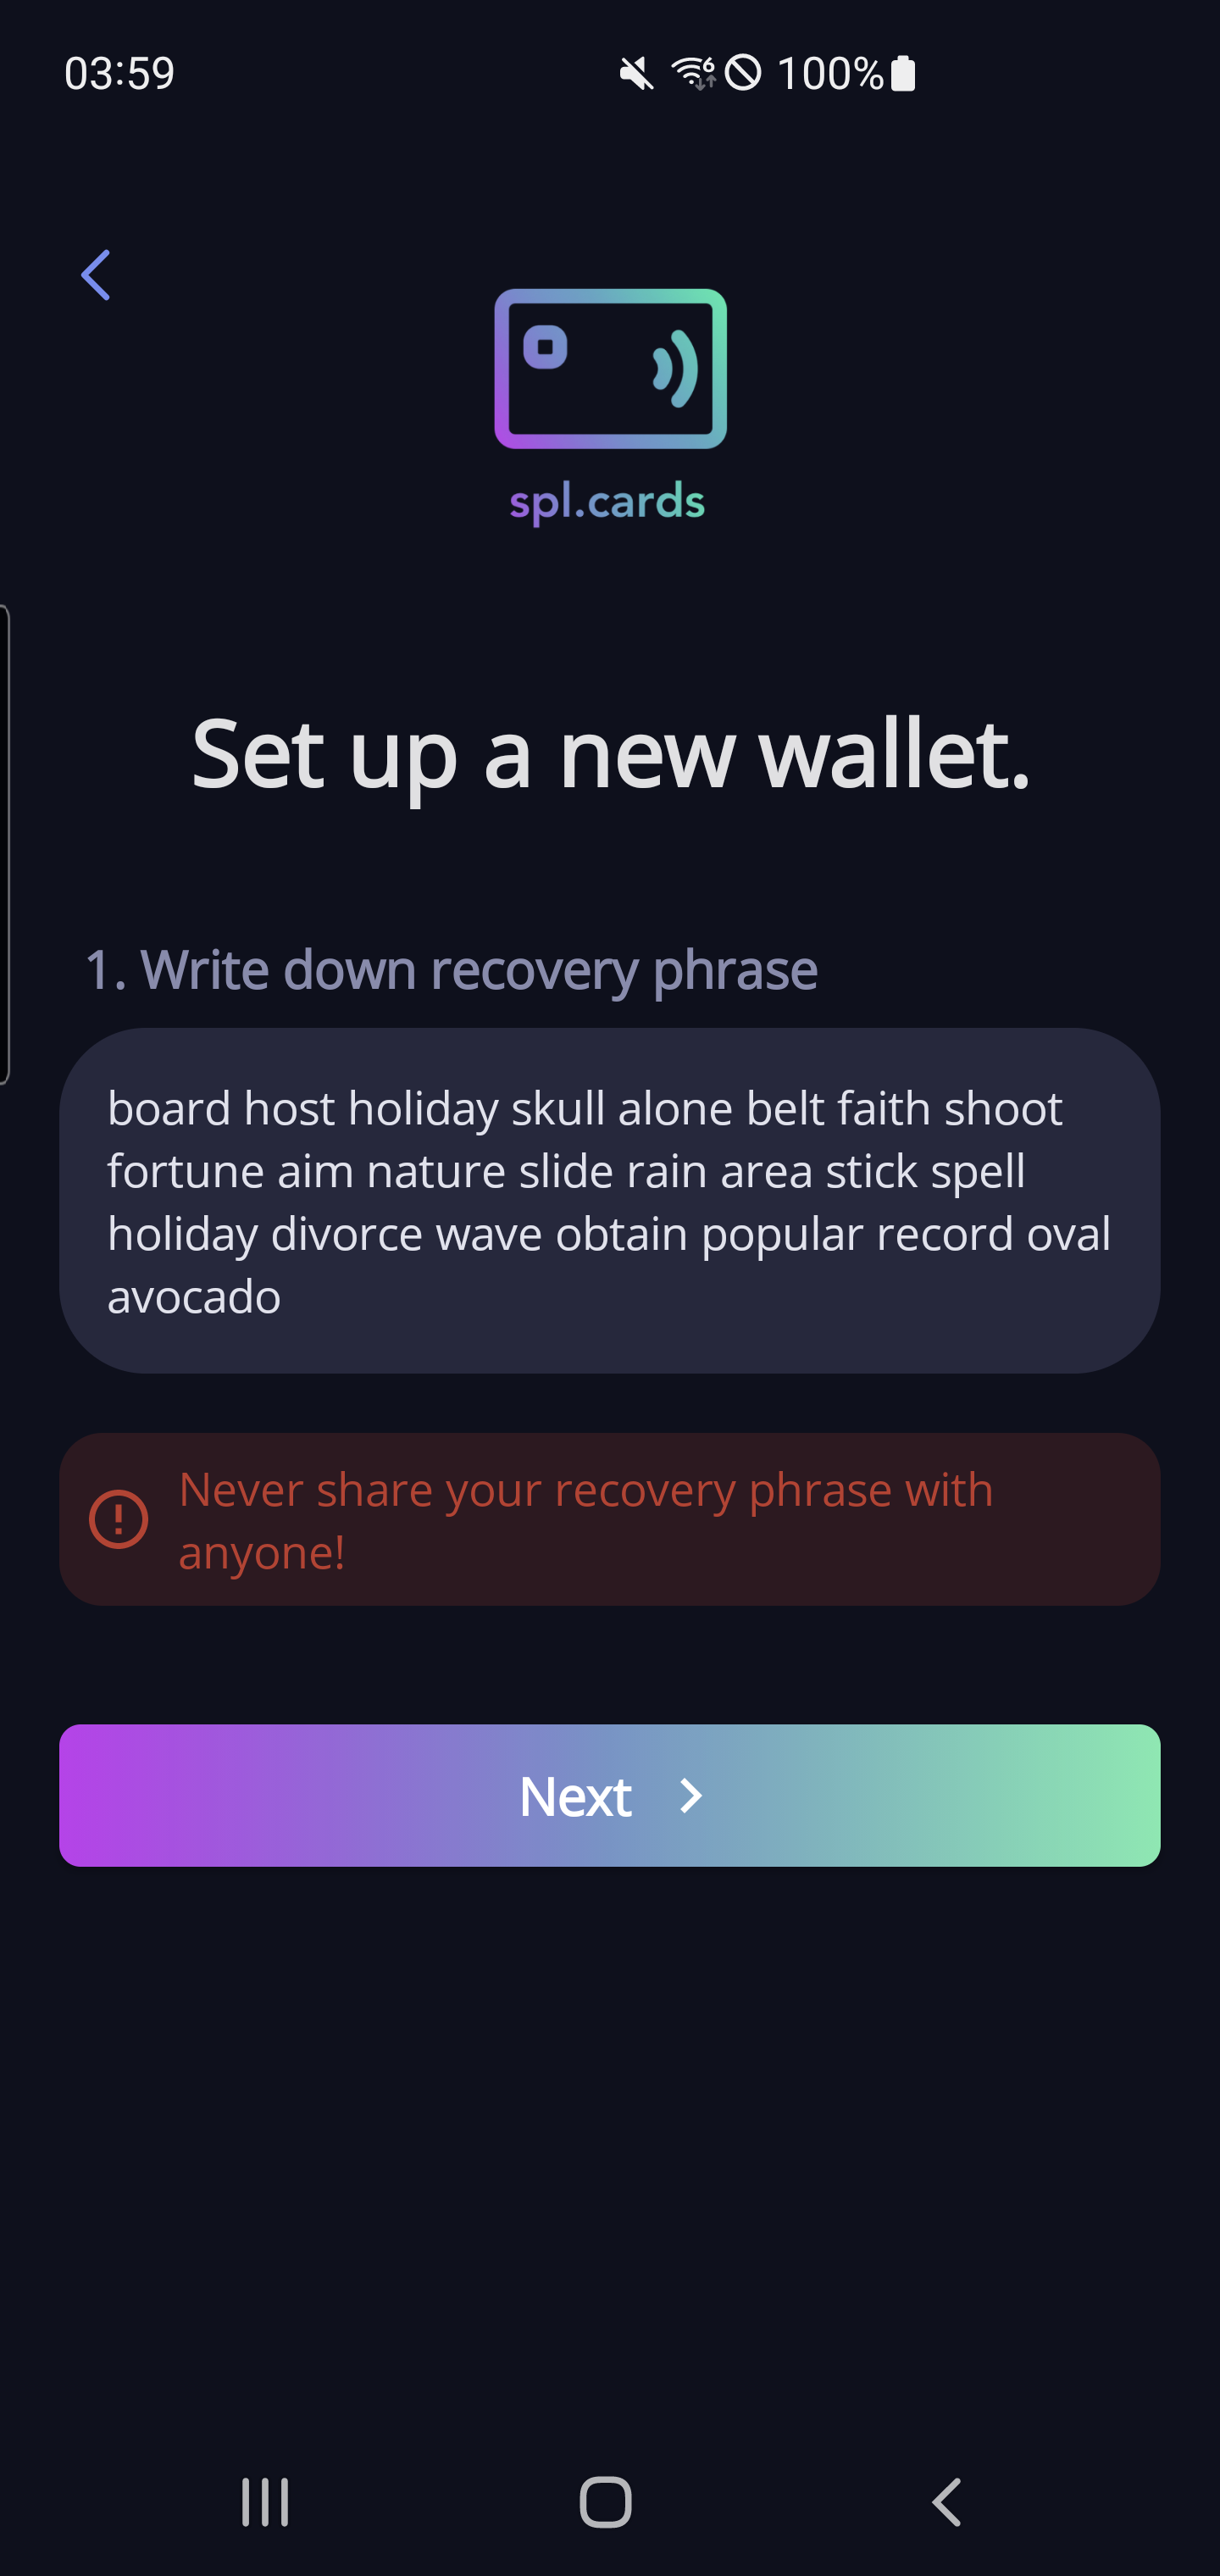 03:59
6
100%
spl.cards
Set up a new wallet.
1. Write down recovery phrase
board host holiday skull alone belt faith shoot
fortune aim nature slide rain area stick spell
holiday divorce wave obtain popular record oval
avocado
Never share your recovery phrase with
anyone!
Next